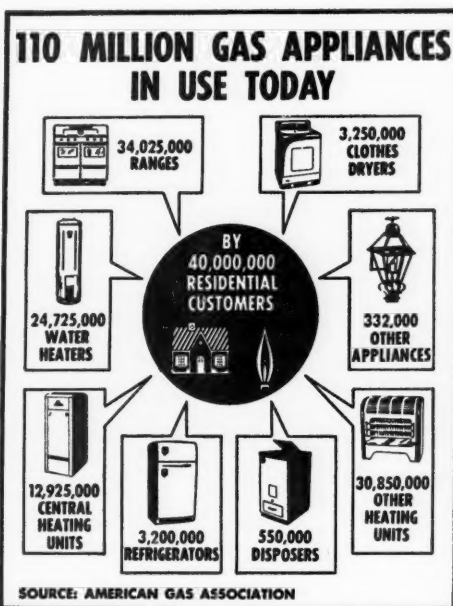 110 MILLION GAS APPLIANCES
IN USE TODAY
34,025,000
RANGES
3,250,000
CLOTHES
DRYERS
BY
40,000,000
RESIDENTIAL
CUSTOMERS
24,725,000
WATER
HEATERS
332,000
OTHER
APPLIANCES
12,925,000
CENTRAL
HEATING
UNITS
3,200,000
REFRIGERATORS
550,000
DISPOSERS
30,850,000
OTHER
HEATING
UNITS
SOURCE: AMERICAN GAS ASSOCIATION